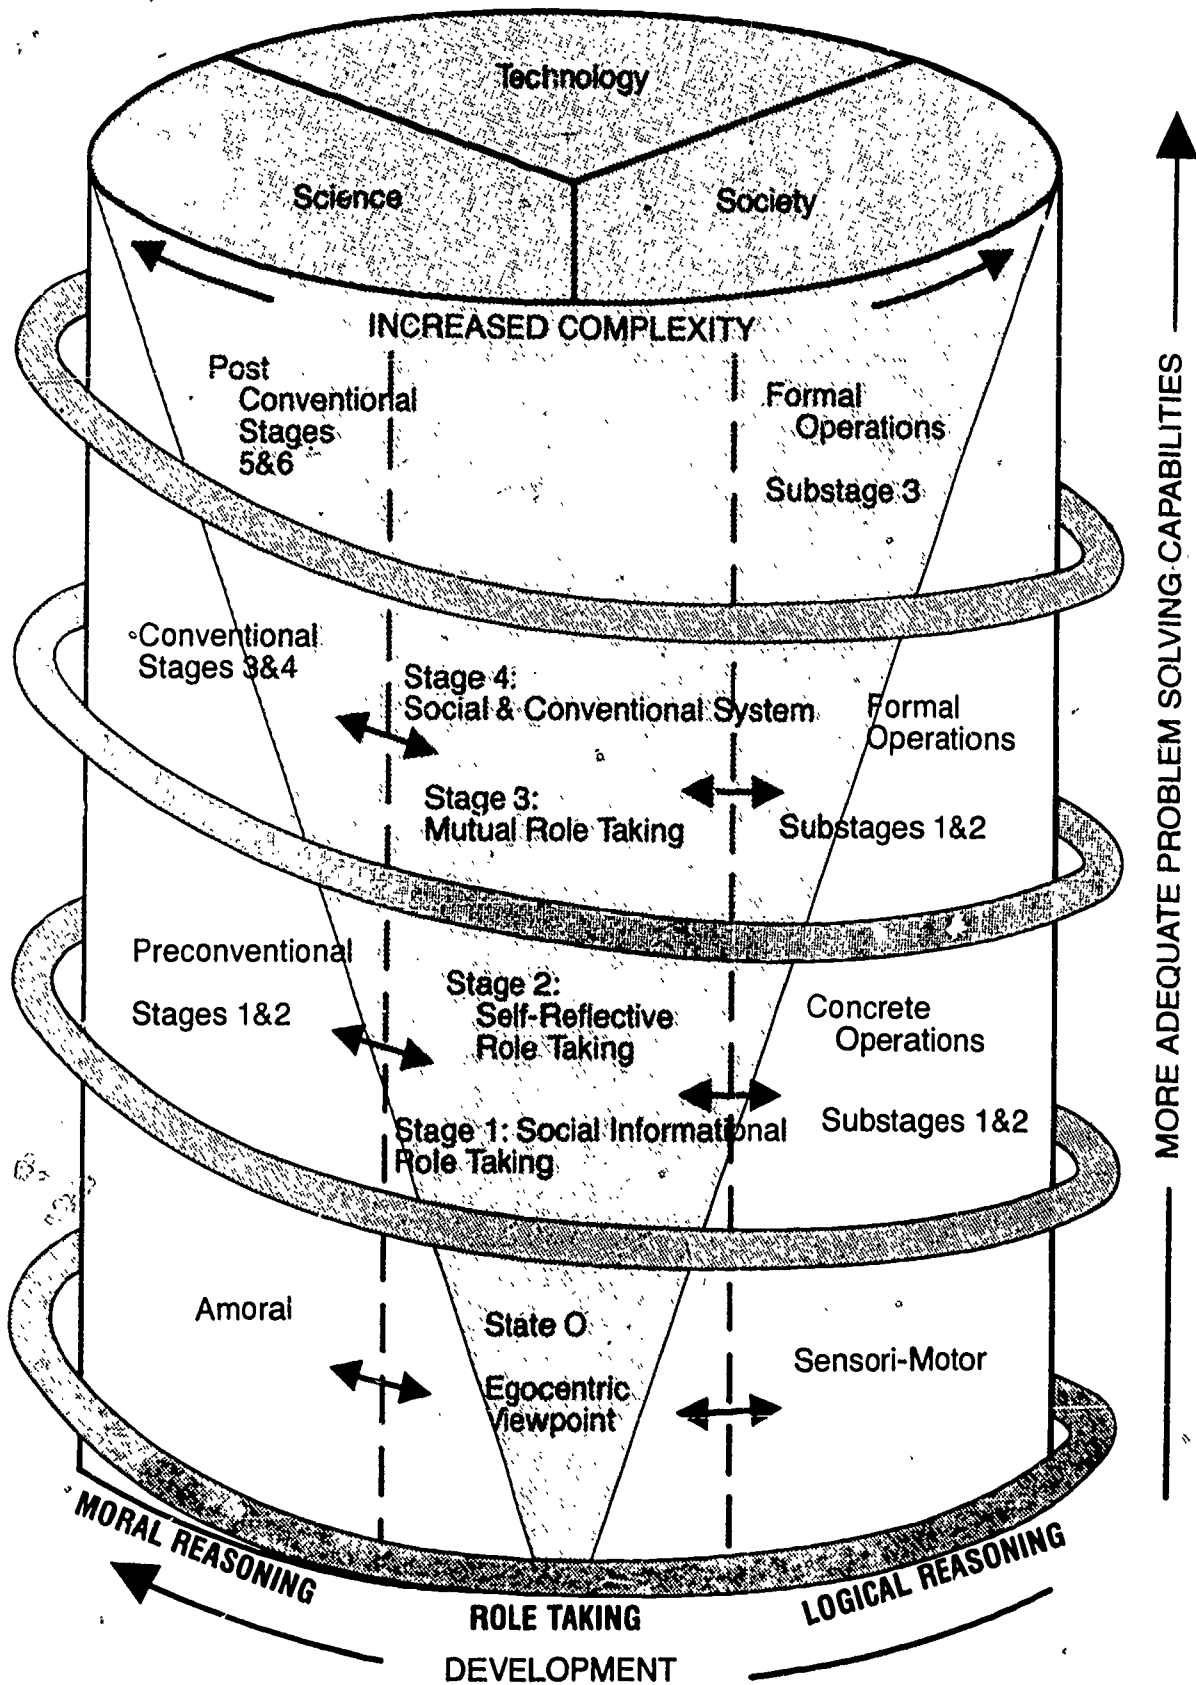 Technology
Science
Society
INCREASED COMPLEXITY
Post
Conventional
Stages
5&6
Formal
Operations
Substage 3
Conventional
Stages 3&4
Stage 4:
Social & Conventional System
Formal
Operations
Stage 3:
Mutual Role Taking
Substages 1&2
Preconventional
Stages 1&2
Stage 2:
Self-Reflective
Role Taking
Concrete
Operations
Stage 1: Social Informational
Role Taking
Substages 1&2
Amoral
State O
Egocentric
Viewpoint
Sensori-Motor
MORAL REASONING
ROLE TAKING
LOGICAL REASONING
DEVELOPMENT
MORE ADEQUATE PROBLEM SOLVING CAPABILITIES